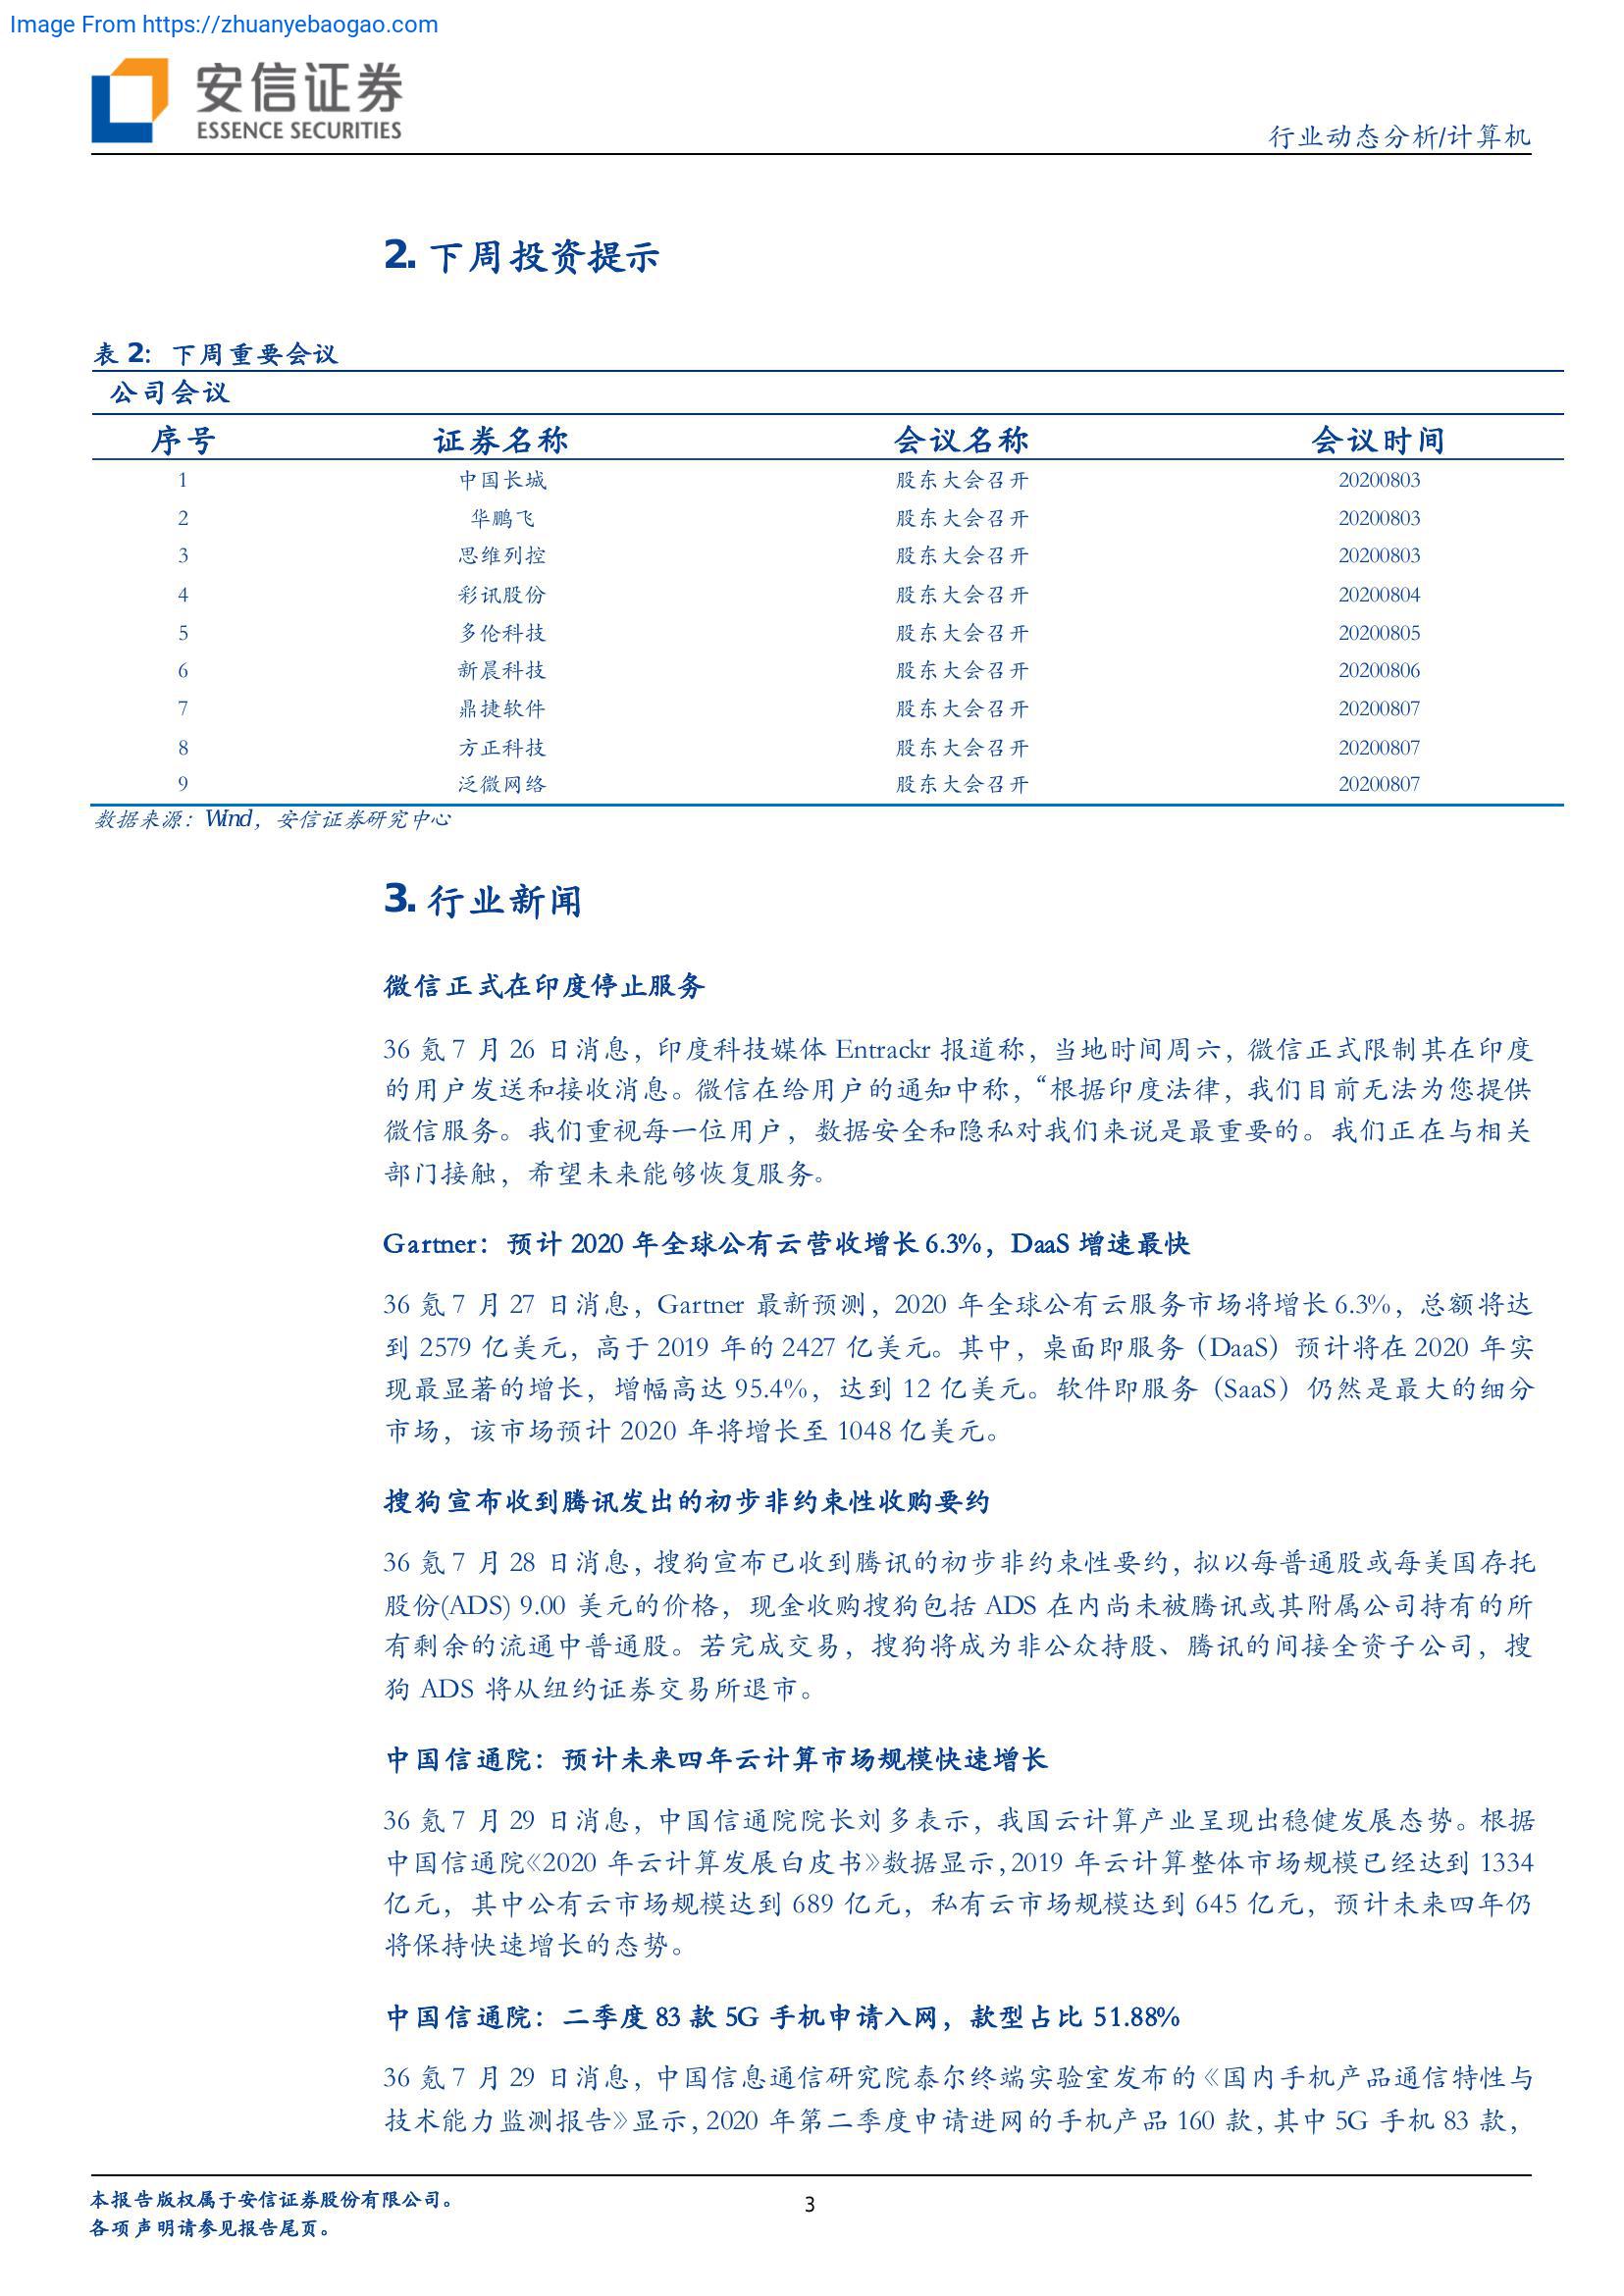 Image From https://zhuanyebaogao.com
安信证券
ESSENCE SECURITIES
行业动态分析/计算机
2. 下周投资提示
表 2：下周重要会议
公司会议
序号 证券名称 会议名称 会议时间
1 中国长城 股东大会召开 20200803
2 华鹏飞 股东大会召开 20200803
3 思维列控 股东大会召开 20200803
4 彩讯股份 股东大会召开 20200804
5 多伦科技 股东大会召开 20200805
6 新晨科技 股东大会召开 20200806
7 鼎捷软件 股东大会召开 20200807
8 方正科技 股东大会召开 20200807
9 泛微网络 股东大会召开 20200807
数据来源：Wind，安信证券研究中心
3. 行业新闻
微信正式在印度停止服务
36 氪 7 月 26 日消息，印度科技媒体 Entrackr 报道称，当地时间周六，微信正式限制其在印度
的用户发送和接收消息。微信在给用户的通知中称，“根据印度法律，我们目前无法为您提供
微信服务。我们重视每一位用户，数据安全和隐私对我们来说是最重要的。我们正在与相关
部门接触，希望未来能够恢复服务。
Gartner：预计 2020 年全球公有云营收增长 6.3%，DaaS 增速最快
36 氪 7 月 27 日消息，Gartner 最新预测，2020 年全球公有云服务市场将增长 6.3%，总额将达
到 2579 亿美元，高于 2019 年的 2427 亿美元。其中，桌面即服务（DaaS）预计将在 2020 年实
现最显著的增长，增幅高达 95.4%，达到 12 亿美元。软件即服务（SaaS）仍然是最大的细分
市场，该市场预计 2020 年将增长至 1048 亿美元。
搜狗宣布收到腾讯发出的初步非约束性收购要约
36 氪 7 月 28 日消息，搜狗宣布已收到腾讯的初步非约束性要约，拟以每普通股或每美国存托
股份(ADS) 9.00 美元的价格，现金收购搜狗包括 ADS 在内尚未被腾讯或其附属公司持有的所
有剩余的流通中普通股。若完成交易，搜狗将成为非公众持股、腾讯的间接全资子公司，搜
狗 ADS 将从纽约证券交易所退市。
中国信通院：预计未来四年云计算市场规模快速增长
36 氪 7 月 29 日消息，中国信通院院长刘多表示，我国云计算产业呈现出稳健发展态势。根据
中国信通院《2020 年云计算发展白皮书》数据显示，2019 年云计算整体市场规模已经达到 1334
亿元，其中公有云市场规模达到 689 亿元，私有云市场规模达到 645 亿元，预计未来四年仍
将保持快速增长的态势。
中国信通院：二季度 83 款 5G 手机申请入网，款型占比 51.88%
36 氪 7 月 29 日消息，中国信息通信研究院泰尔终端实验室发布的《国内手机产品通信特性与
技术能力监测报告》显示，2020 年第二季度申请进网的手机产品 160 款，其中 5G 手机 83 款，
本报告版权属于安信证券股份有限公司。
3
各项声明请参见报告尾页。